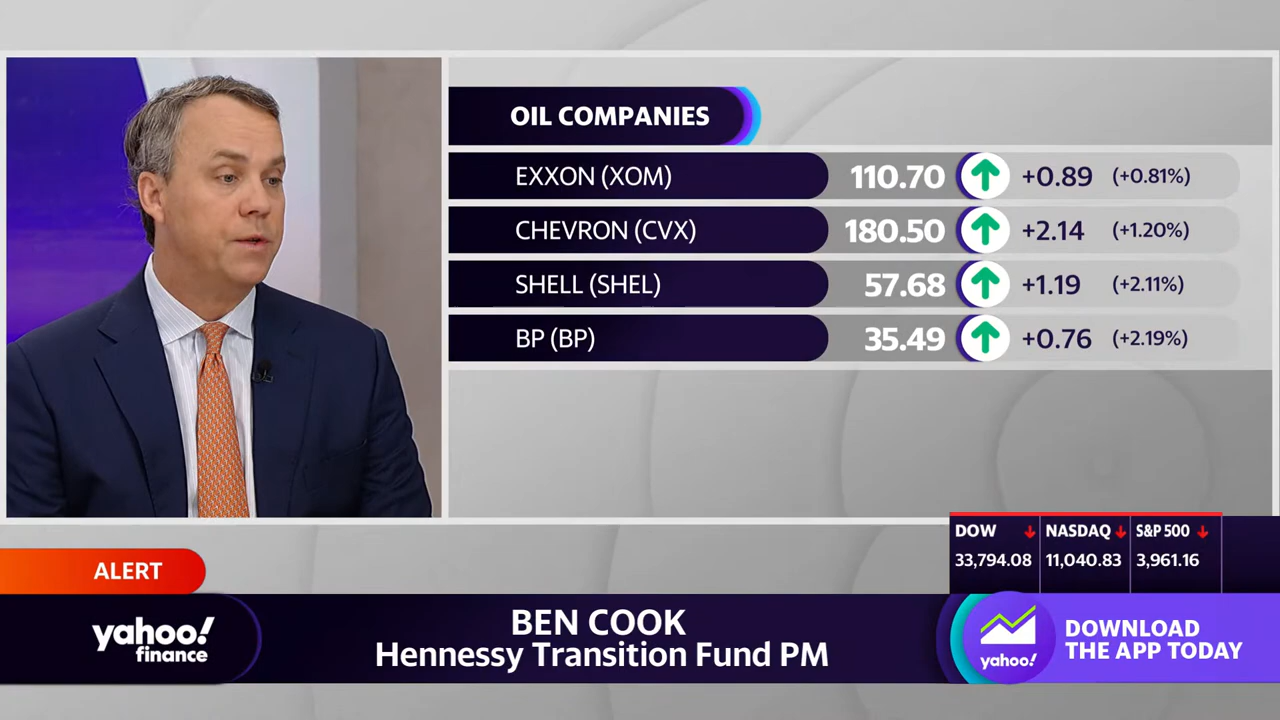 OIL COMPANIES
EXXON (XOM) 110.70 +0.89 (+0.81%)
CHEVRON (CVX) 180.50 +2.14 (+1.20%)
SHELL (SHEL) 57.68 +1.19 (+2.11%)
BP (BP) 35.49 +0.76 (+2.19%)
DOW NASDAQ S&P 500
33,794.08 11,040.83 3,961.16
ALERT
yahoo!
finance
BEN COOK
Hennessy Transition Fund PM
yahoo!
DOWNLOAD
THE APP TODAY